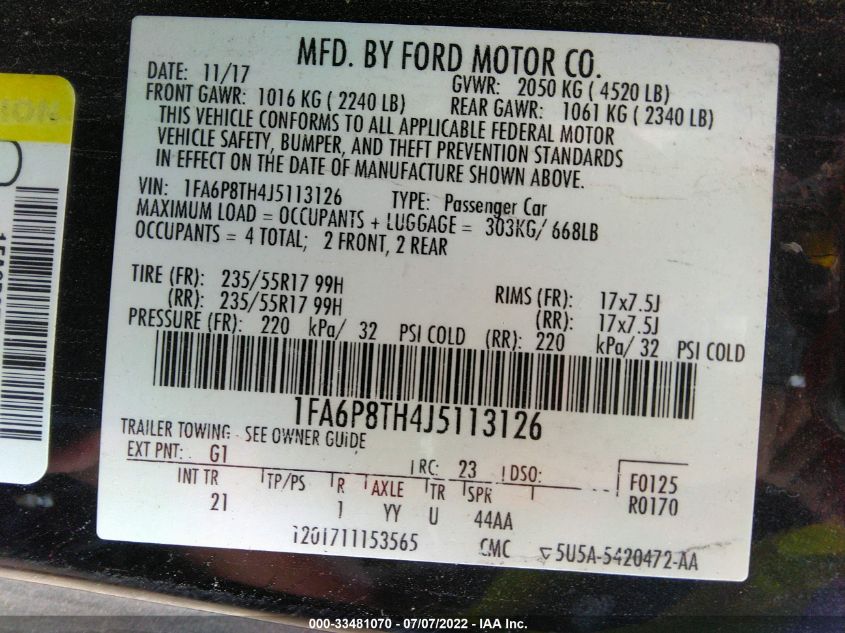 MFD. BY FORD MOTOR CO.
DATE: 11/17 GVWR: 2050 KG ( 4520 LB)
FRONT GAWR: 1016 KG ( 2240 LB) REAR GAWR: 1061 KG ( 2340 LB)
THIS VEHICLE CONFORMS TO ALL APPLICABLE FEDERAL MOTOR
VEHICLE SAFETY, BUMPER, AND THEFT PREVENTION STANDARDS
IN EFFECT ON THE DATE OF MANUFACTURE SHOWN ABOVE.
VIN: 1FA6P8TH4J5113126 TYPE: Passenger Car
MAXIMUM LOAD = OCCUPANTS + LUGGAGE = 303KG/ 668LB
OCCUPANTS = 4 TOTAL; 2 FRONT, 2 REAR
TIRE (FR): 235/55R17 99H RIMS (FR): 17x7.5J
(RR): 235/55R17 99H (RR): 17x7.5J
PRESSURE (FR): 220 kPa/ 32 PSI COLD (RR): 220 kPa/ 32 PSI COLD
1FA6P8TH4J5113126
TRAILER TOWING - SEE OWNER GUIDE
EXT PNT: G1 RC: 23 DSO: F0125
INT TR TP/PS R AXLE TR SPR R0170
21 1 YY U 44AA
1201711153565 CMC 5U5A-5420472-AA
000-33481070 - 07/07/2022 - IAA Inc.